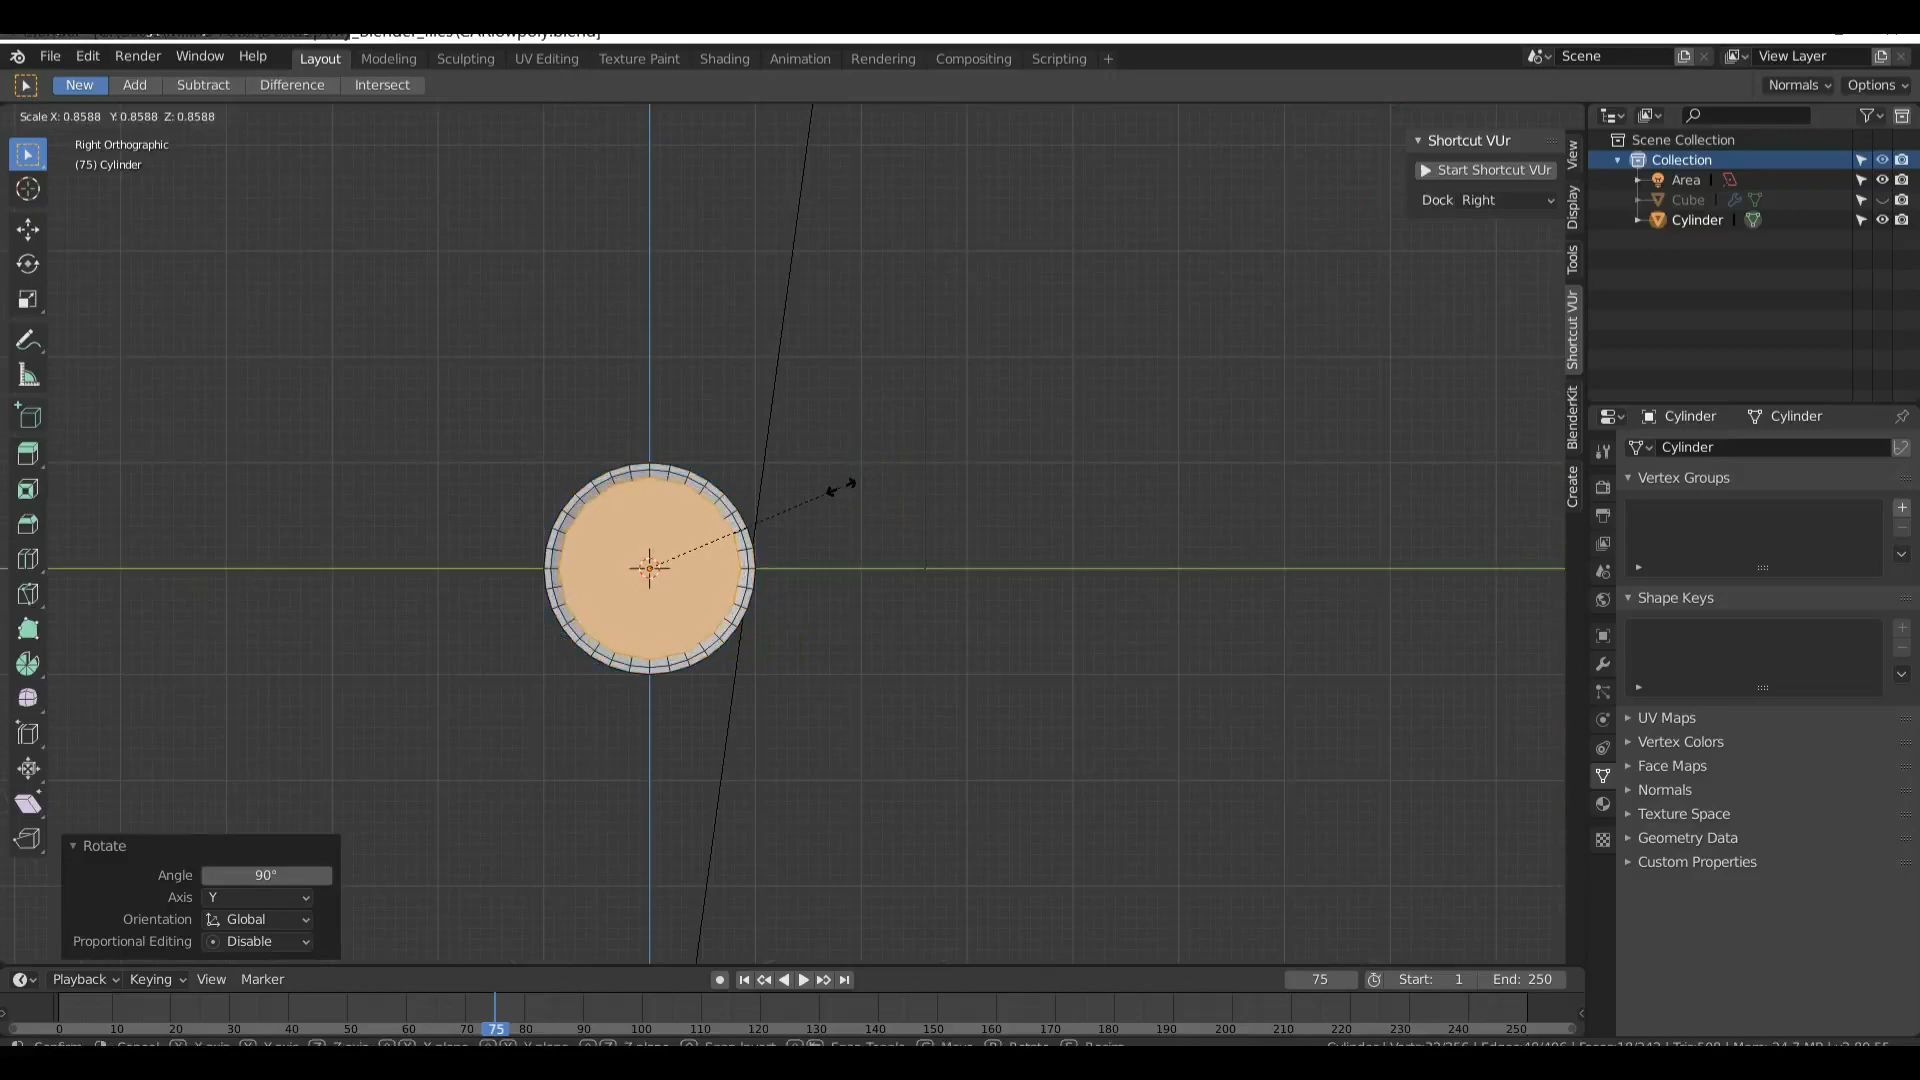 File Edit Render Window Help
Layout Modeling Sculpting UV Editing Texture Paint Shading Animation Rendering Compositing Scripting +
Scene
View Layer
New Add Subtract Difference Intersect
Normals Options
Scale X: 0.8588 Y: 0.8588 Z: 0.8588
Right Orthographic
(75) Cylinder
Shortcut VUr
Start Shortcut VUr
Dock Right
View
Display
Tools
Shortcut VUr
BlenderKit
Create
Scene Collection
Collection
Area
Cube
Cylinder
Cylinder Cylinder
Cylinder
Vertex Groups
Shape Keys
UV Maps
Vertex Colors
Face Maps
Normals
Texture Space
Geometry Data
Custom Properties
Rotate
Angle 90°
Axis Y
Orientation Global
Proportional Editing Disable
Playback Keying View Marker
75 Start: 1 End: 250
0 10 20 30 40 50 60 70 75 80 90 100 110 120 130 140 150 160 170 180 190 200 210 220 230 240 250